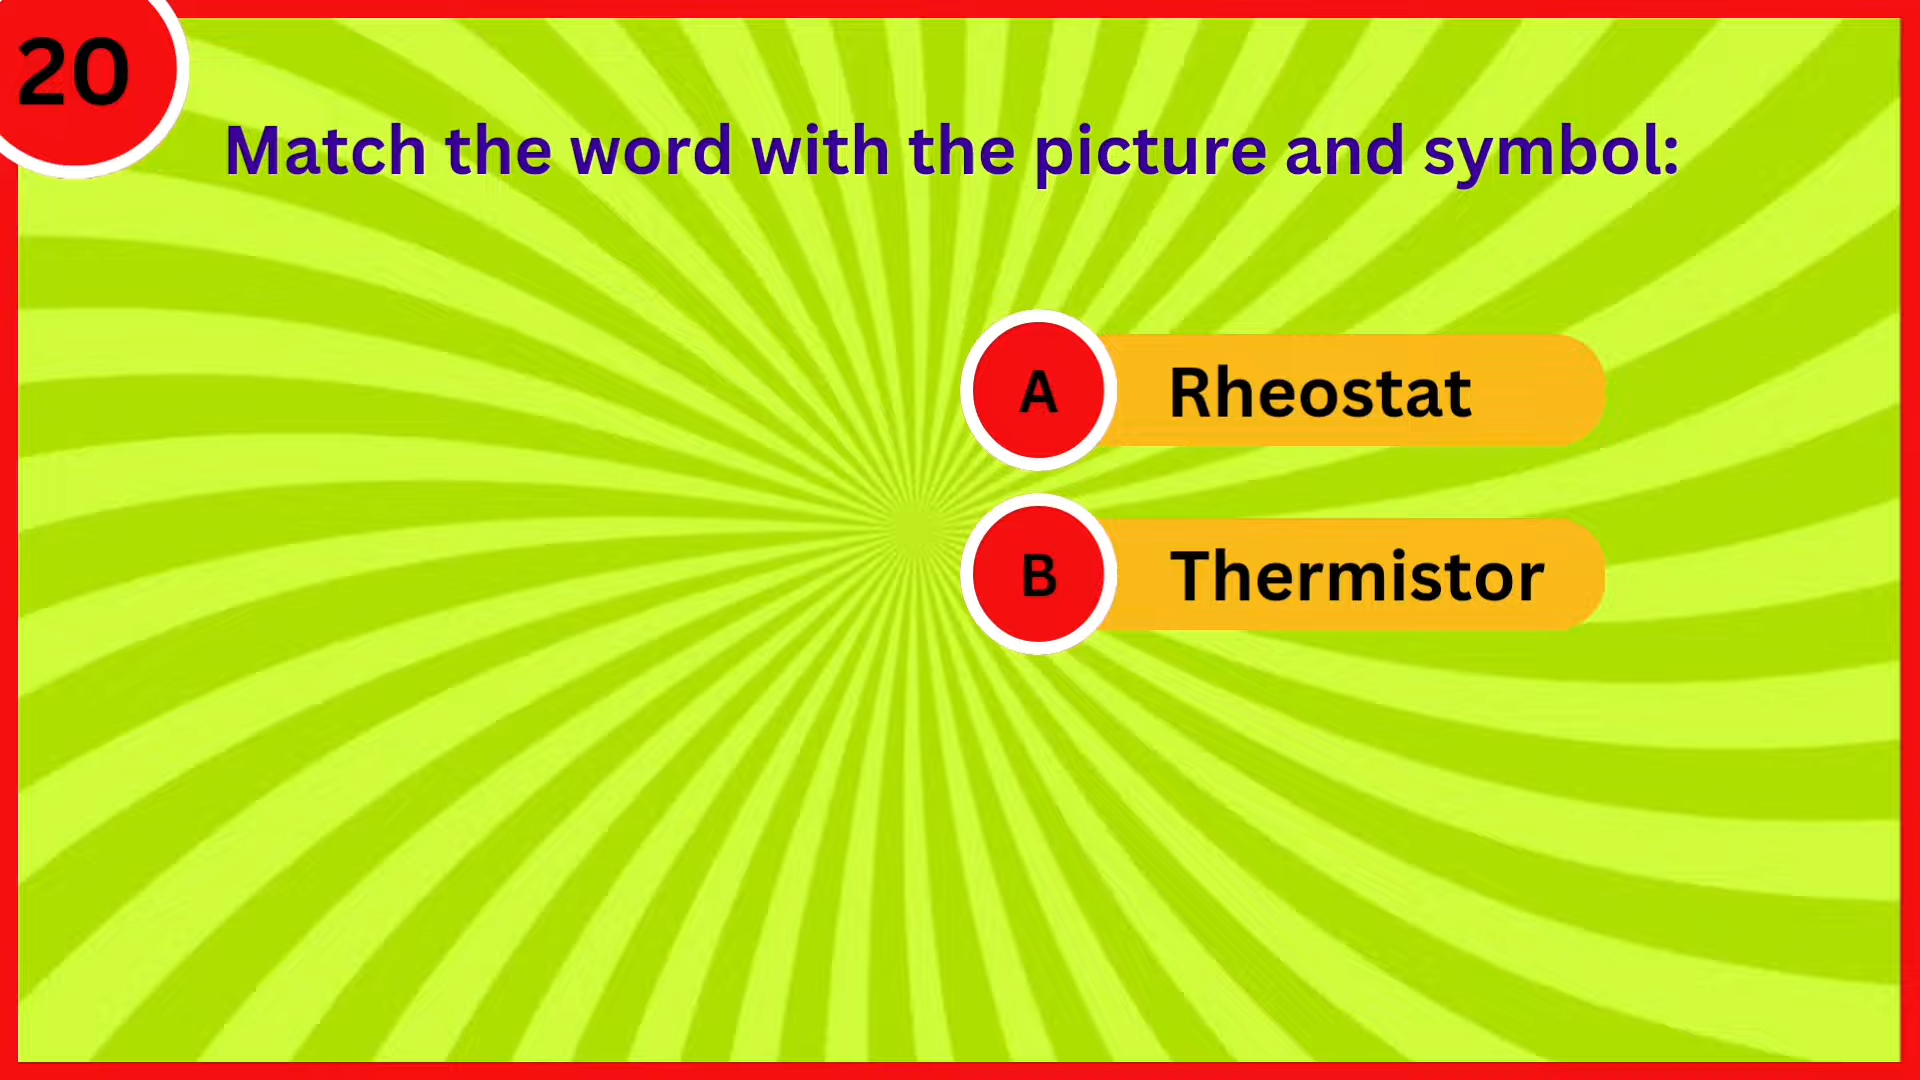 20
Match the word with the picture and symbol:
A Rheostat
B Thermistor